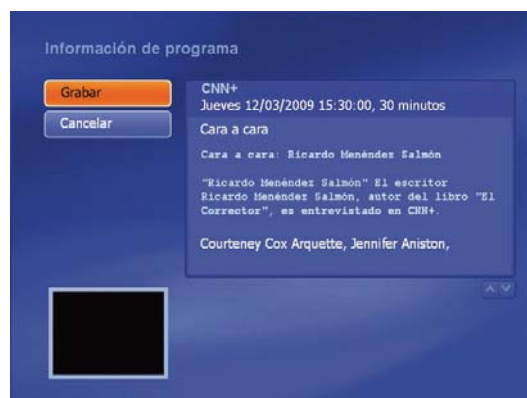 Información de programa
Grabar
Cancelar
CNN+
Jueves 12/03/2009 15:30:00, 30 minutos
Cara a cara
Cara a cara: Ricardo Menéndez Salmón
"Ricardo Menéndez Salmón" El escritor
Ricardo Menéndez Salmón, autor del libro "El
Corrector", es entrevistado en CNN+.
Courteney Cox Arquette, Jennifer Aniston,